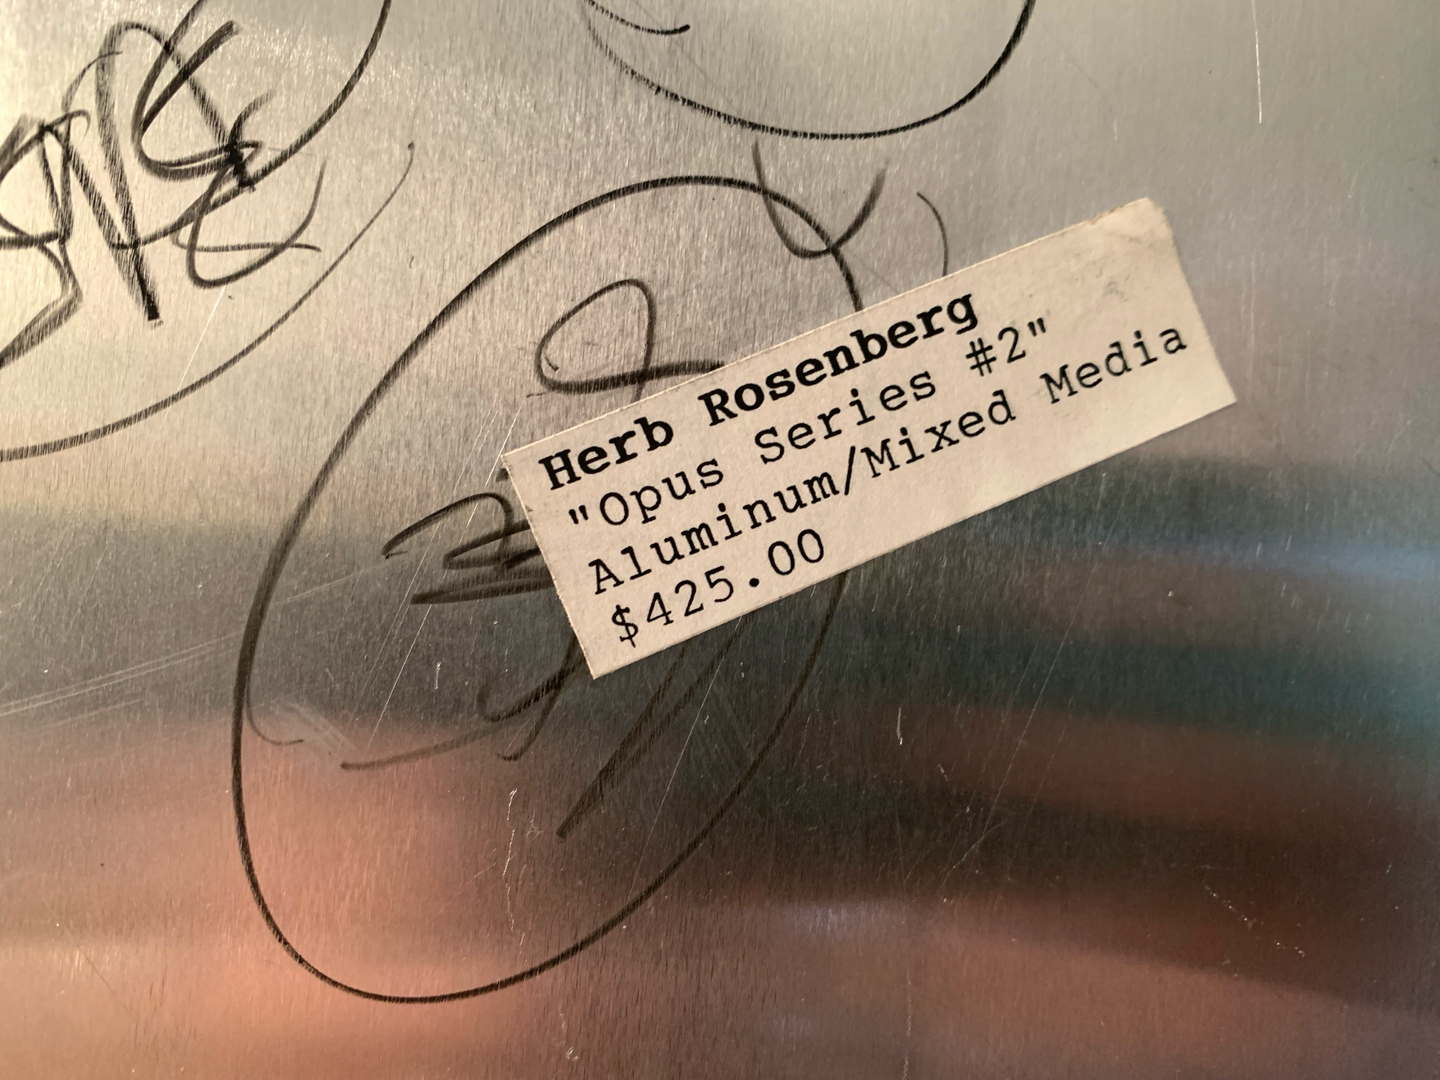 Herb Rosenberg
"Opus Series #2"
Aluminum/Mixed Media
$425.00